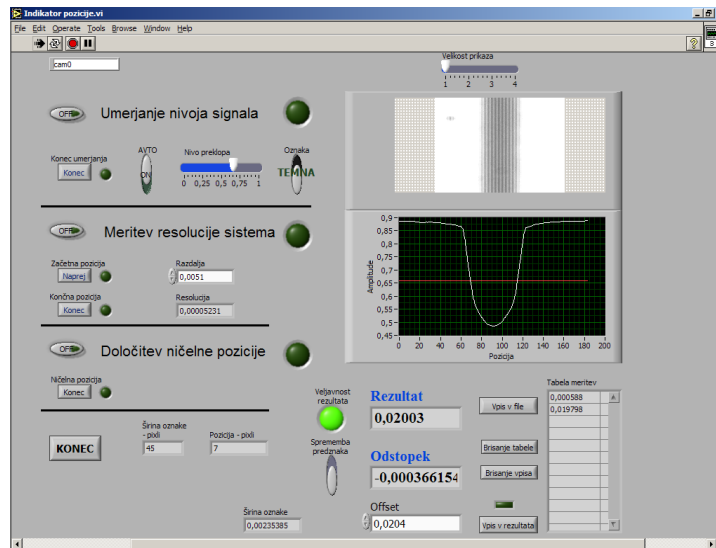 Indikator pozicije.vi
File Edit Operate Tools Browse Window Help
cam0
Velikost prikaza
1 2 3 4
OFF
Umerjanje nivoja signala
AVTO
Nivo preklopa
Oznaka
Konec umerjanja
Konec
ON
TEMNA
0 0,25 0,5 0,75 1
OFF
Meritev resolucije sistema
Začetna pozicija
Razdalja
Naprej
0,0051
Končna pozicija
Resolucija
Konec
0,00005231
OFF
Določitev ničelne pozicije
Ničelna pozicija
Konec
Amplitude
0,9
0,85
0,8
0,75
0,7
0,65
0,6
0,55
0,5
0,45
0 20 40 60 80 100 120 140 160 180 200
Pozicija
KONEC
Širina oznake
- pixli
45
Pozicija - pixli
7
Veljavnost
rezultata
Sprememba
predznaka
Širina oznake
0,00235385
Rezultat
0,02003
Odstopek
-0,000366154
Offset
0,0204
Vpis v file
Brisanje tabele
Brisanje vpisa
Vpis v rezultata
Tabela meritev
0,000588
0,019798